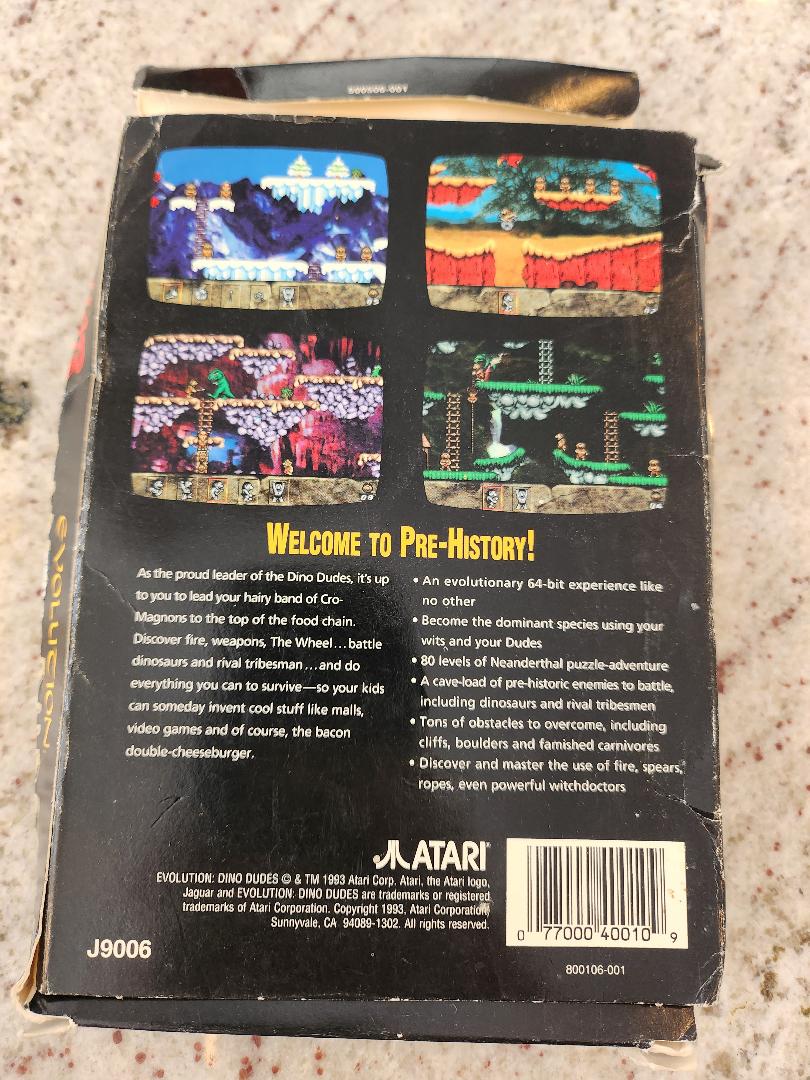 WELCOME TO PRE-HISTORY!
As the proud leader of the Dino Dudes, it's up
to you to lead your hairy band of Cro-
Magnons to the top of the food chain.
Discover fire, weapons, The Wheel...battle
dinosaurs and rival tribesman...and do
everything you can to survive—so your kids
can someday invent cool stuff like malls,
video games and of course, the bacon
double-cheeseburger.
• An evolutionary 64-bit experience like
no other
• Become the dominant species using your
wits and your Dudes
• 80 levels of Neanderthal puzzle-adventure
• A cave-load of pre-historic enemies to battle,
including dinosaurs and rival tribesmen
• Tons of obstacles to overcome, including
cliffs, boulders and famished carnivores
• Discover and master the use of fire, spears,
ropes, even powerful witchdoctors
EVOLUTION
ATARI®
EVOLUTION: DINO DUDES © & TM 1993 Atari Corp. Atari, the Atari logo,
Jaguar and EVOLUTION: DINO DUDES are trademarks or registered
trademarks of Atari Corporation. Copyright 1993, Atari Corporation,
Sunnyvale, CA 94089-1302. All rights reserved.
J9006
0 77000 40010 9
800106-001